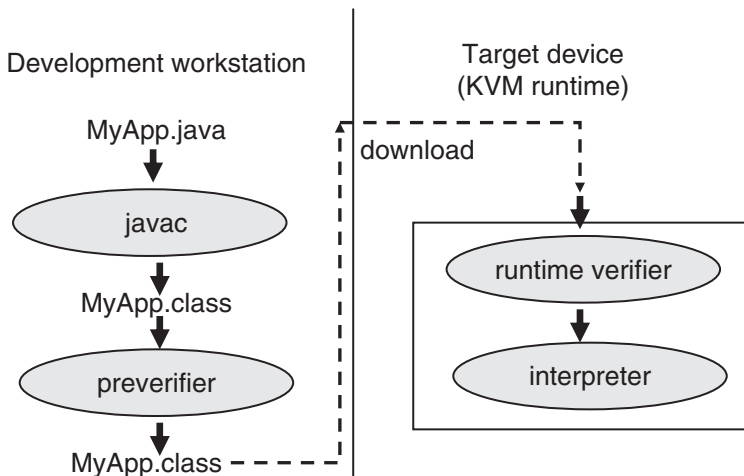 Development workstation
MyApp.java
javac
MyApp.class
preverifier
MyApp.class
download
Target device
(KVM runtime)
runtime verifier
interpreter